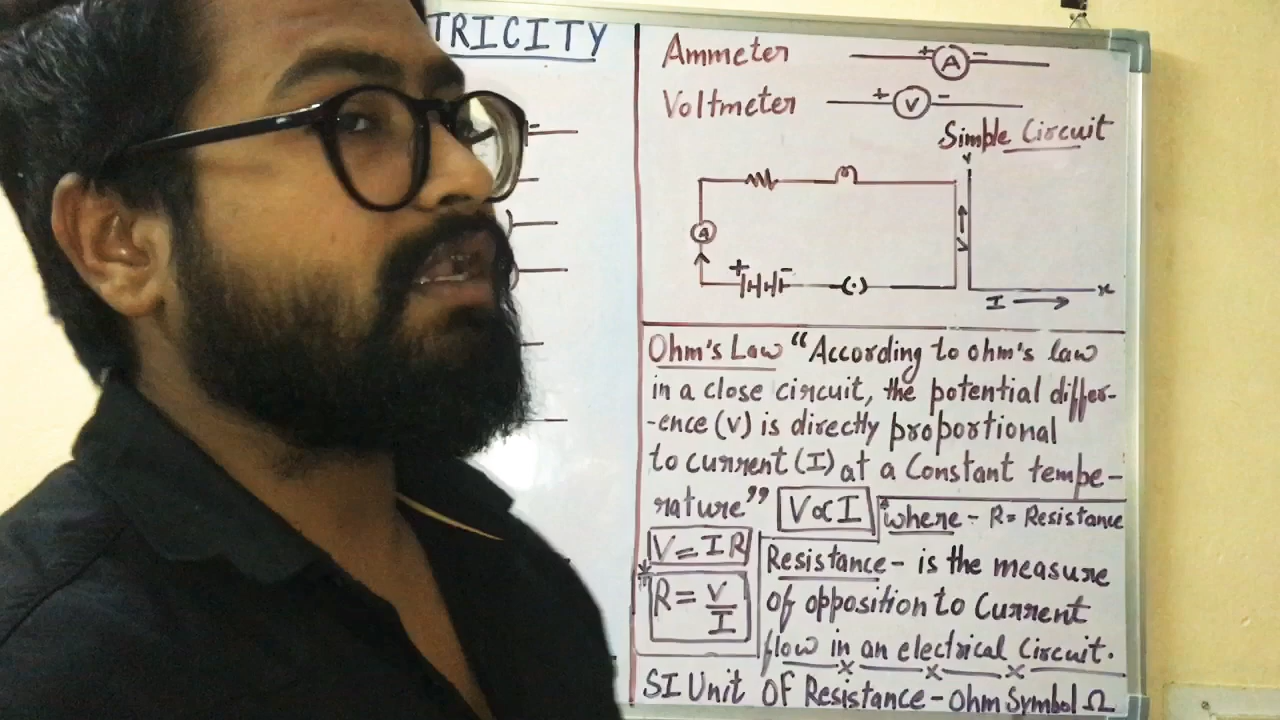 TRICITY
Ammeter + A -
Voltmeter + V -
Simple Circuit
V
A
+ -
I → x
Ohm's Law “According to ohm's law
in a close circuit, the potential differ-
-ence (v) is directly proportional
to current (I) at a Constant tempe-
rature” V∝I *where - R= Resistance
V=IR
* R = V/I
Resistance - is the measure
of opposition to Current
flow in an electrical Circuit.
SI Unit OF Resistance - Ohm Symbol Ω